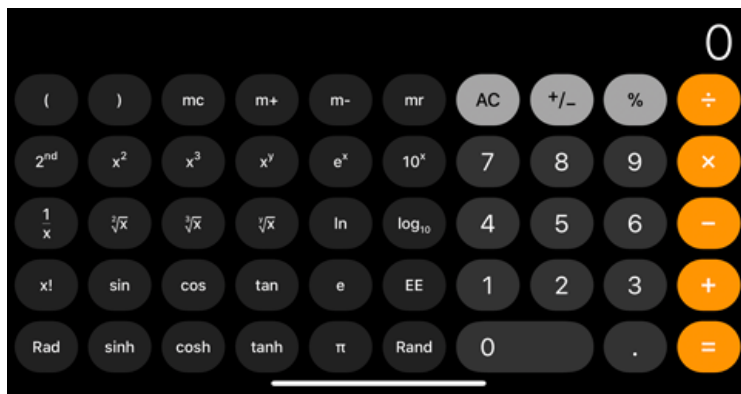 0
( ) mc m+ m- mr AC +/_ % ÷
2ⁿᵈ x² x³ xʸ eˣ 10ˣ 7 8 9 ×
1/x ²√x ³√x ʸ√x ln log₁₀ 4 5 6 −
x! sin cos tan e EE 1 2 3 +
Rad sinh cosh tanh π Rand 0 . =